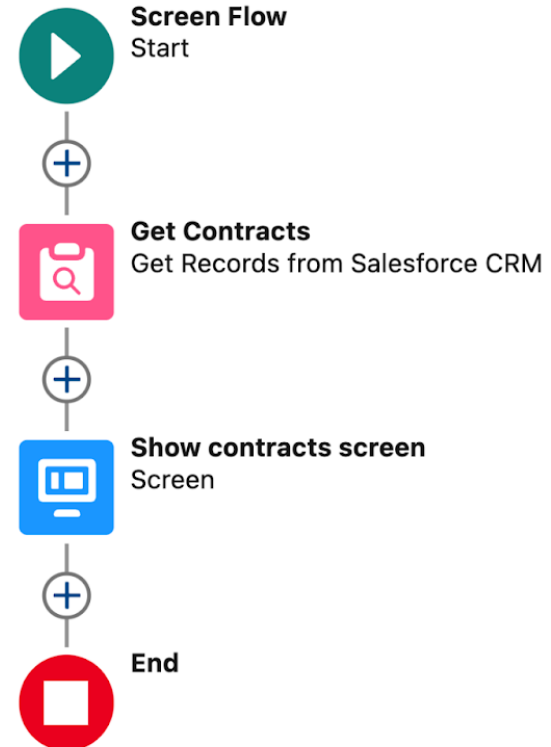 Screen Flow
Start
Get Contracts
Get Records from Salesforce CRM
Show contracts screen
Screen
End